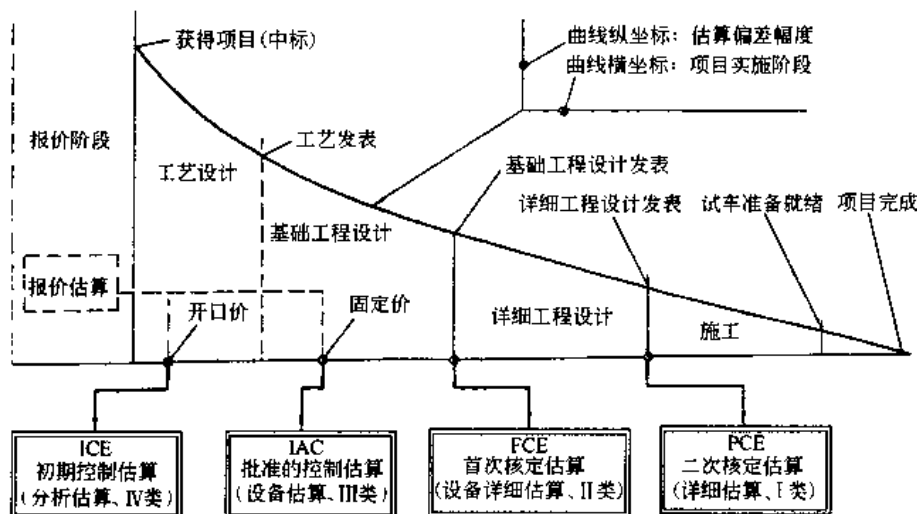 获得项目(中标)
曲线纵坐标：估算偏差幅度
曲线横坐标：项目实施阶段
报价阶段
工艺发表
工艺设计
基础工程设计发表
详细工程设计发表
试车准备就绪
项目完成
基础工程设计
报价估算
开口价
固定价
详细工程设计
施工
ICE
初期控制估算
(分析估算、IV类)
IAC
批准的控制估算
(设备估算、III类)
FCE
首次核定估算
(设备详细估算、II类)
PCE
二次核定估算
(详细估算、I类)